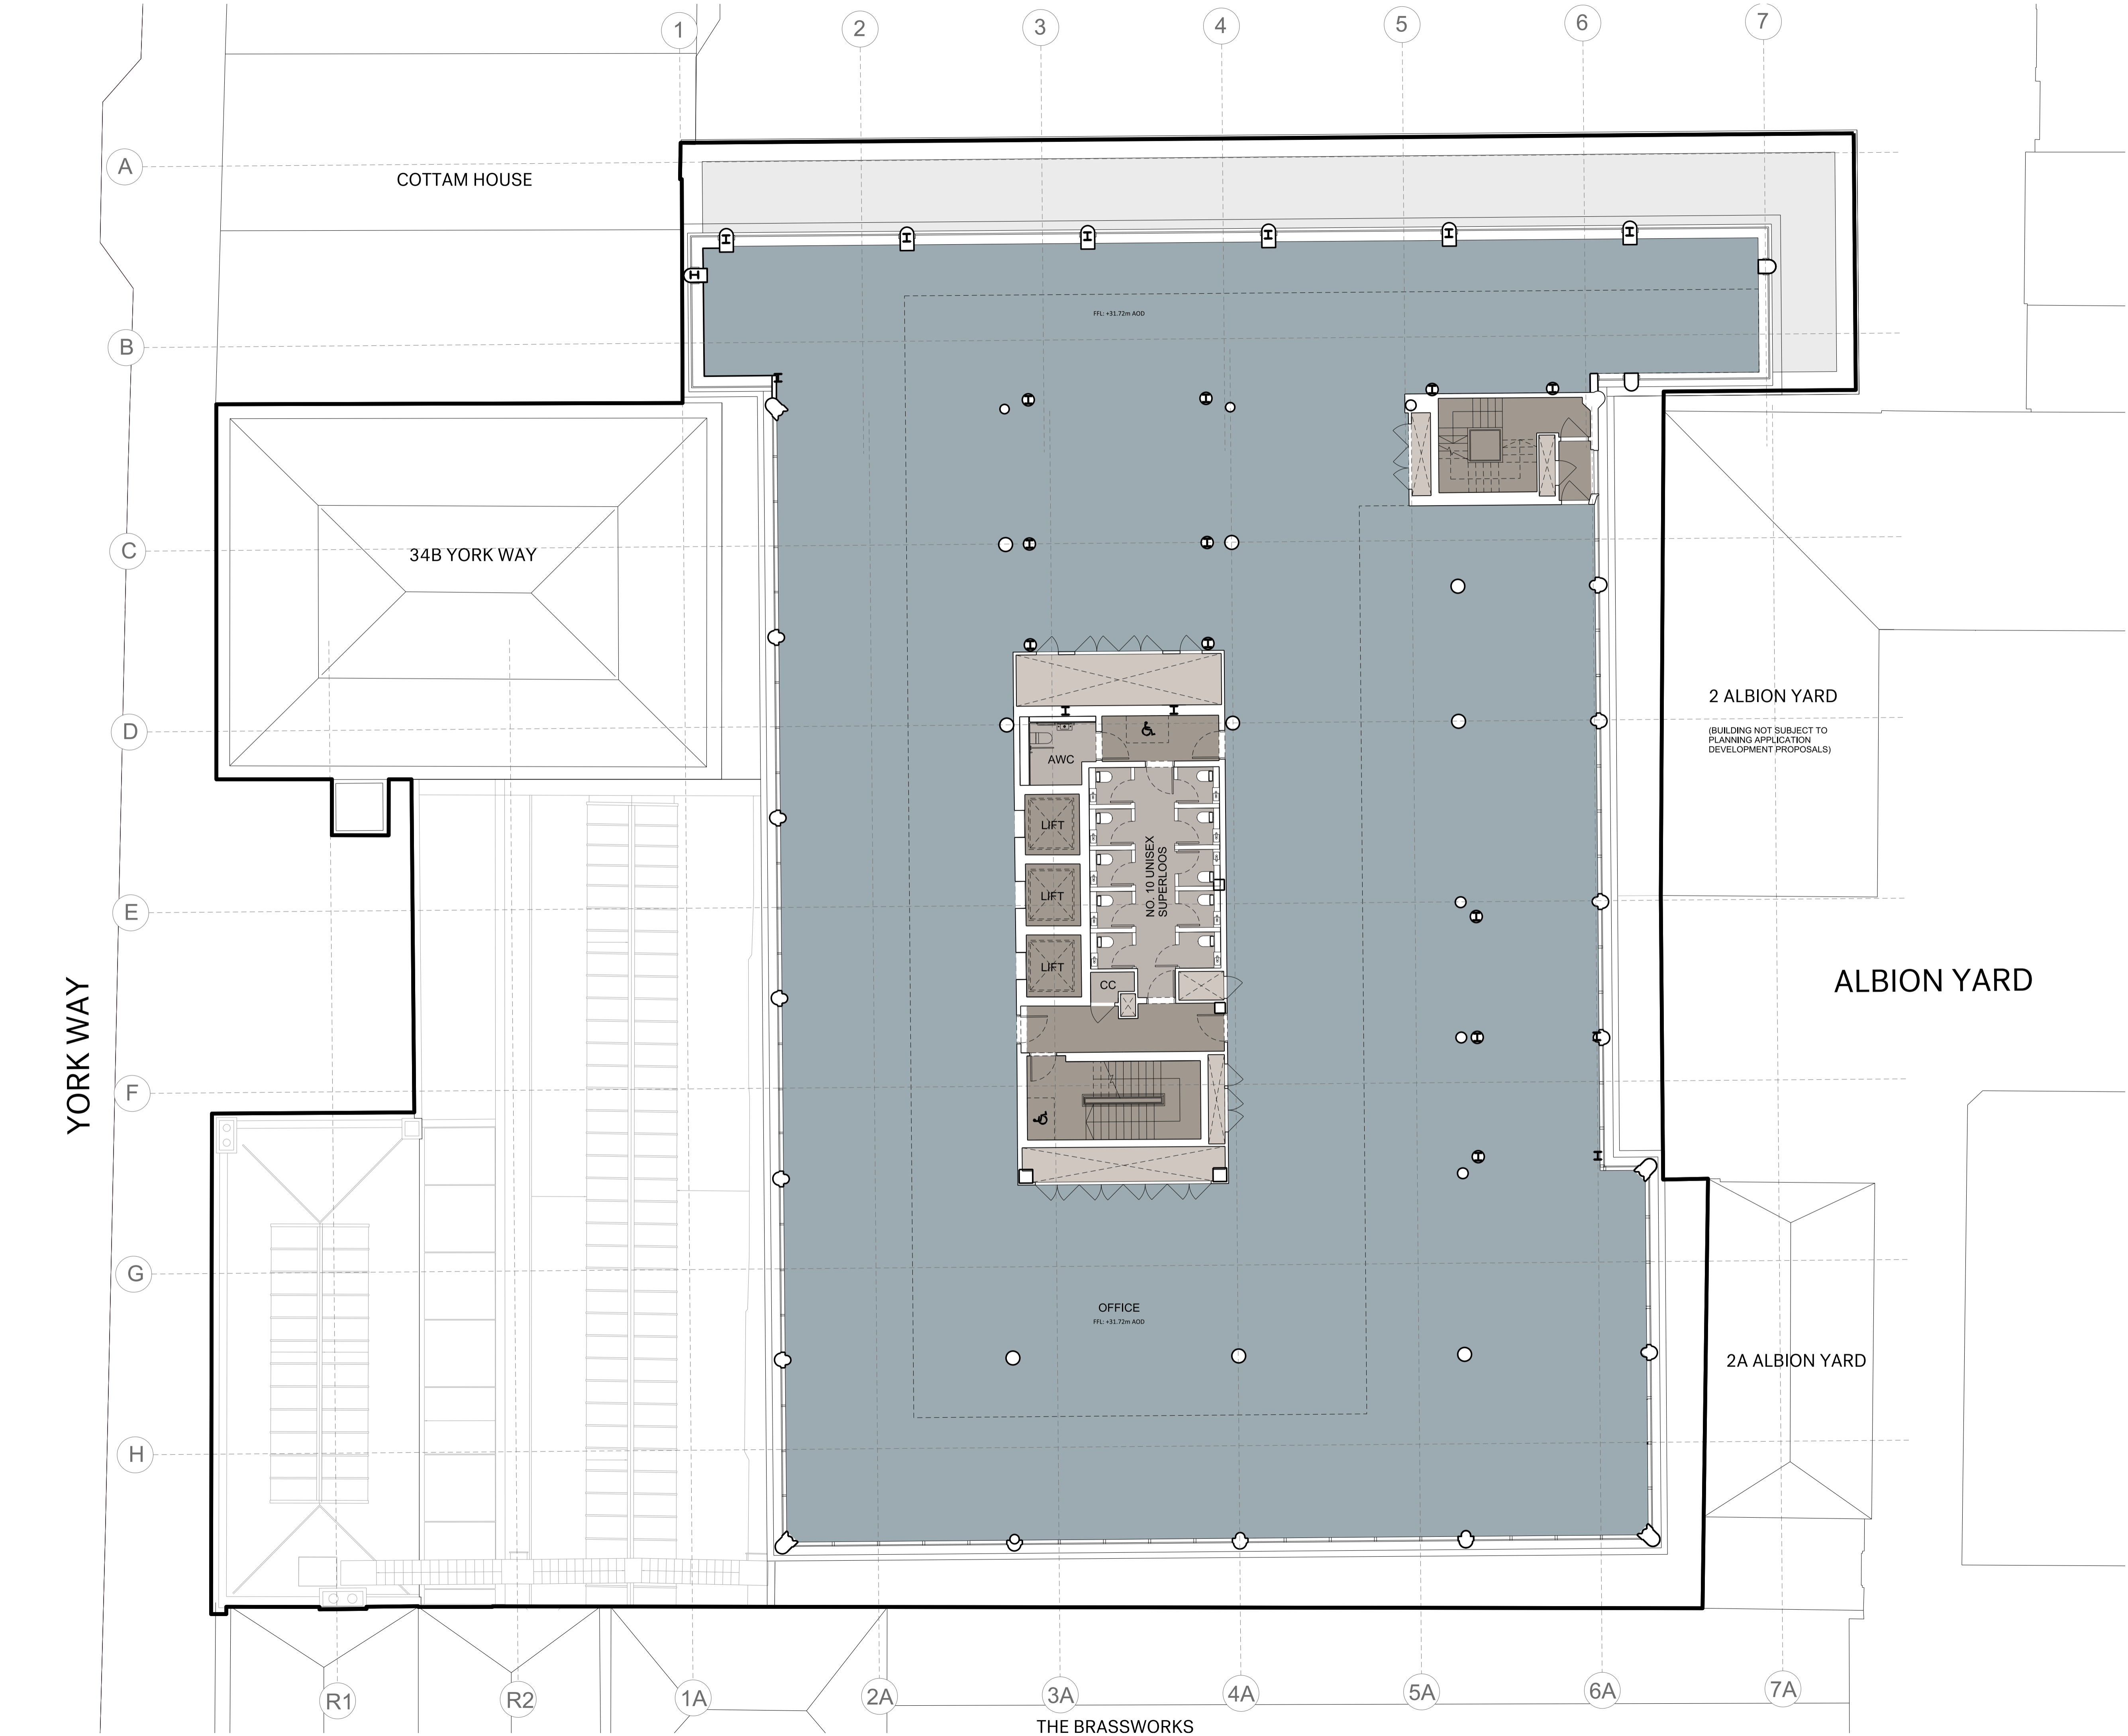 1
2
3
4
5
6
7
A
COTTAM HOUSE
FFL: +31.72m AOD
B
C
34B YORK WAY
D
2 ALBION YARD
(BUILDING NOT SUBJECT TO
PLANNING APPLICATION
DEVELOPMENT PROPOSALS)
AWC
LIFT
LIFT
LIFT
NO. 10 UNISEX
SUPERLOOS
CC
E
ALBION YARD
YORK WAY
F
G
OFFICE
FFL: +31.72m AOD
2A ALBION YARD
H
R1
R2
1A
2A
3A
4A
5A
6A
7A
THE BRASSWORKS